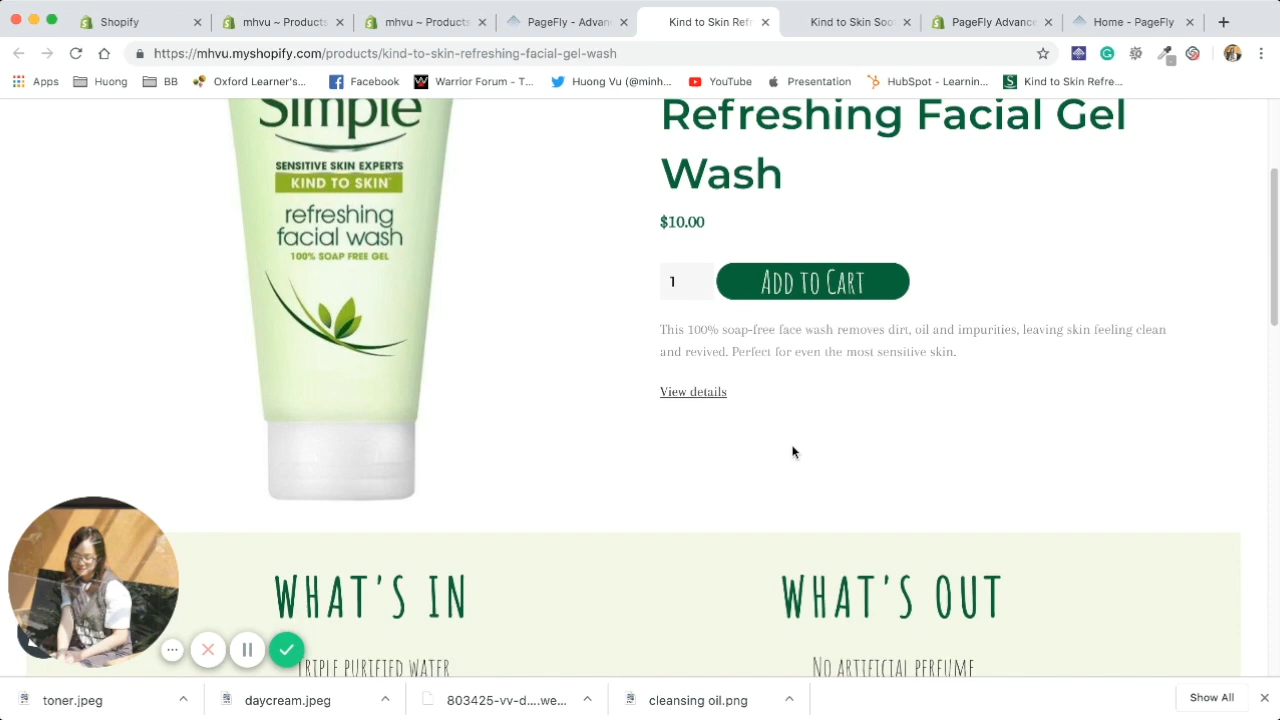 Shopify
mhvu ~ Products
mhvu ~ Products
PageFly - Advan
Kind to Skin Ref
Kind to Skin Soo
PageFly Advance
Home - PageFly
https://mhvu.myshopify.com/products/kind-to-skin-refreshing-facial-gel-wash
Apps
Huong
BB
Oxford Learner's...
Facebook
Warrior Forum - T...
Huong Vu (@minh...
YouTube
Presentation
HubSpot - Learnin...
Kind to Skin Refre...
Simple
SENSITIVE SKIN EXPERTS
KIND TO SKIN
refreshing
facial wash
100% SOAP FREE GEL
Refreshing Facial Gel
Wash
$10.00
1
Add to Cart
This 100% soap-free face wash removes dirt, oil and impurities, leaving skin feeling clean
and revived. Perfect for even the most sensitive skin.
View details
WHAT'S IN
WHAT'S OUT
TRIPLE PURIFIED WATER
No artificial perfume
toner.jpeg
daycream.jpeg
803425-vv-d....we...
cleansing oil.png
Show All